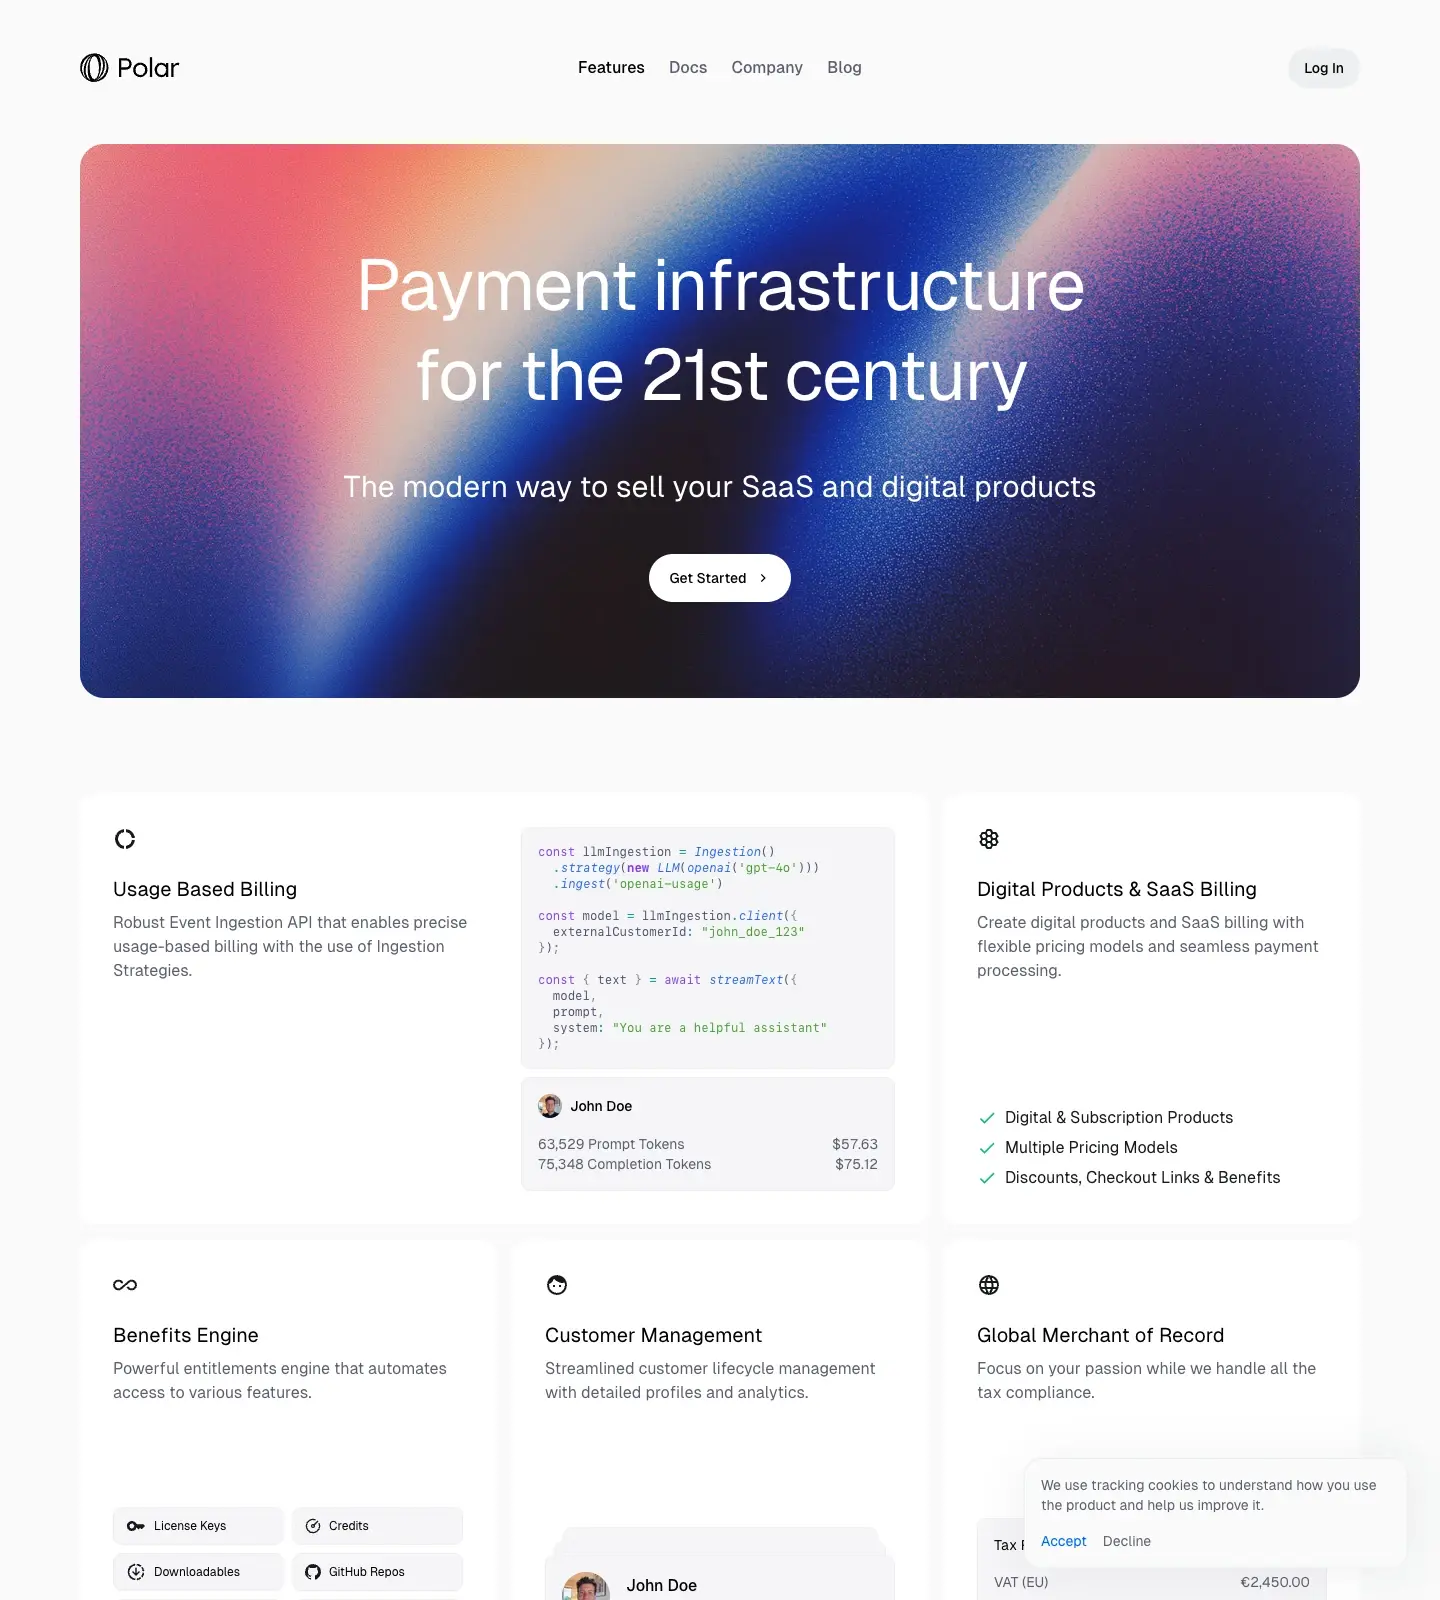 Polar
Features
Docs
Company
Blog
Log In
Payment infrastructure
for the 21st century
The modern way to sell your SaaS and digital products
Get Started
Usage Based Billing
Robust Event Ingestion API that enables precise
usage-based billing with the use of Ingestion
Strategies.
const llmIngestion = Ingestion()
  .strategy(new LLM(openai('gpt-4o')))
  .ingest('openai-usage')
const model = llmIngestion.client({
  externalCustomerId: "john_doe_123"
});
const { text } = await streamText({
  model,
  prompt,
  system: "You are a helpful assistant"
});
John Doe
63,529 Prompt Tokens $57.63
75,348 Completion Tokens $75.12
Digital Products & SaaS Billing
Create digital products and SaaS billing with
flexible pricing models and seamless payment
processing.
Digital & Subscription Products
Multiple Pricing Models
Discounts, Checkout Links & Benefits
Benefits Engine
Powerful entitlements engine that automates
access to various features.
License Keys
Credits
Downloadables
GitHub Repos
Customer Management
Streamlined customer lifecycle management
with detailed profiles and analytics.
John Doe
Global Merchant of Record
Focus on your passion while we handle all the
tax compliance.
We use tracking cookies to understand how you use
the product and help us improve it.
Accept
Decline
Tax
VAT (EU) €2,450.00